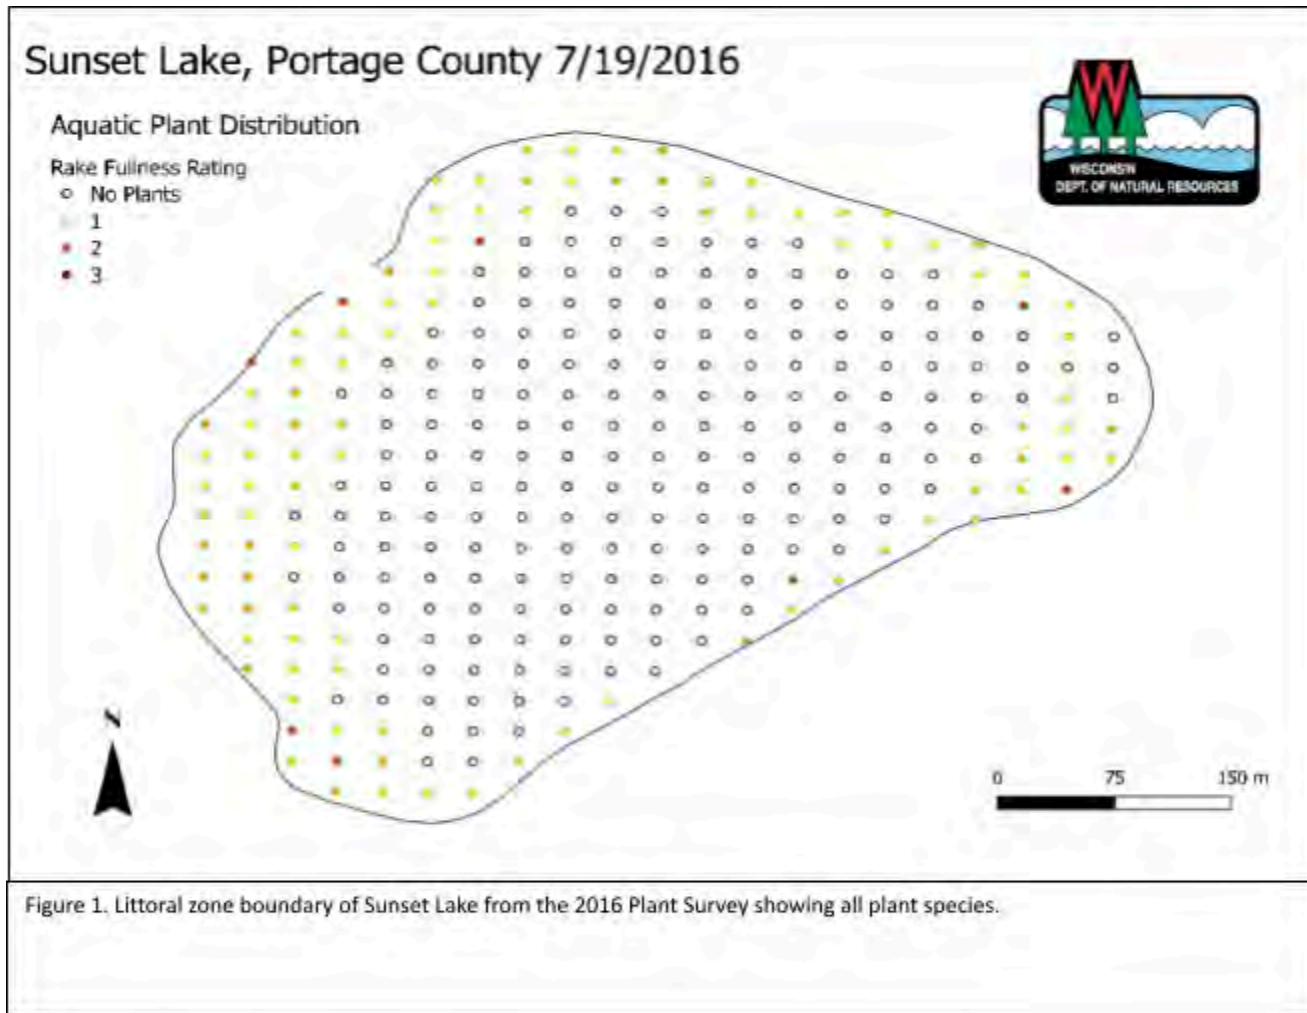 Sunset Lake, Portage County 7/19/2016
Aquatic Plant Distribution
Rake Fullness Rating
No Plants
1
2
3
W
WISCONSIN
DEPT. OF NATURAL RESOURCES
N
0 75 150 m
Figure 1. Littoral zone boundary of Sunset Lake from the 2016 Plant Survey showing all plant species.